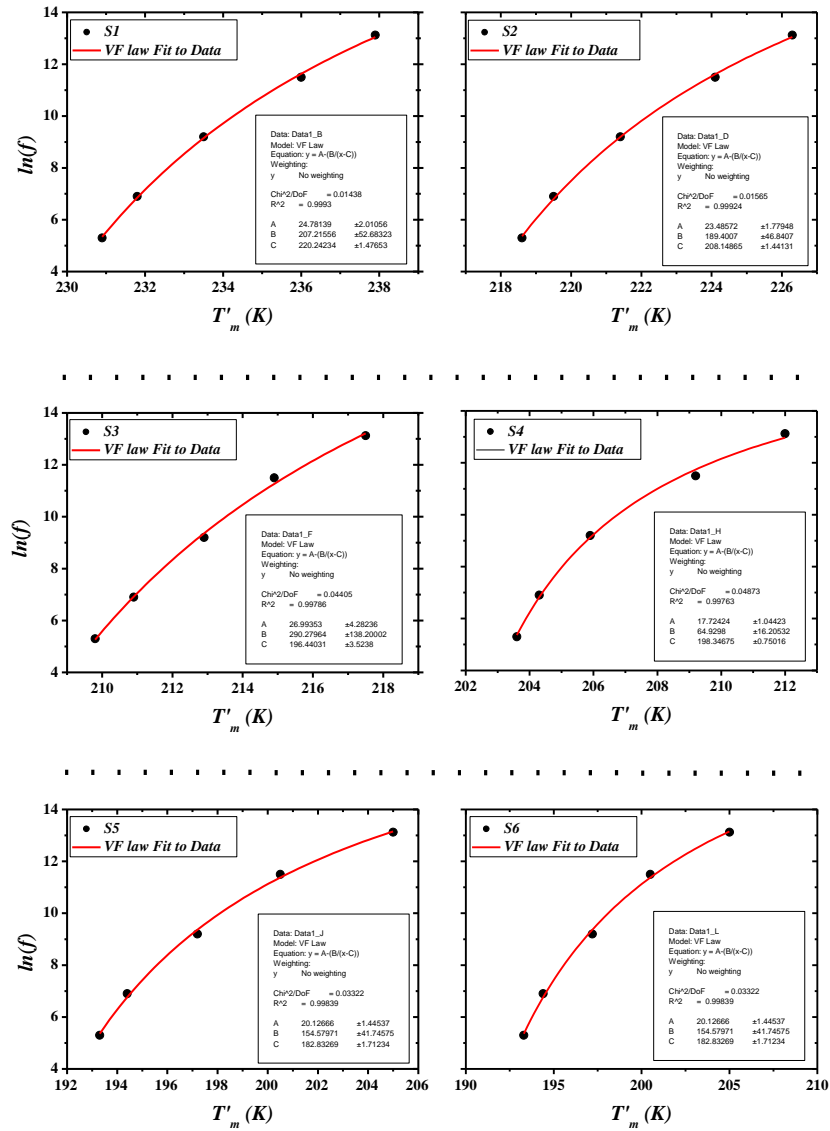 S1
VF law Fit to Data
Data: Data1_B
Model: VF Law
Equation: y = A-(B/(x-C))
Weighting:
y No weighting
Chi^2/DoF = 0.01438
R^2 = 0.9993
A 24.78139 ±2.01056
B 207.21556 ±52.68323
C 220.24234 ±1.47653
14
12
10
8
6
4
ln(f)
230 232 234 236 238
T'm (K)
S2
VF law Fit to Data
Data: Data1_D
Model: VF Law
Equation: y = A-(B/(x-C))
Weighting:
y No weighting
Chi^2/DoF = 0.01565
R^2 = 0.99924
A 23.48572 ±1.77948
B 189.4007 ±46.8407
C 208.14865 ±1.44131
218 220 222 224 226
T'm (K)
S3
VF law Fit to Data
Data: Data1_F
Model: VF Law
Equation: y = A-(B/(x-C))
Weighting:
y No weighting
Chi^2/DoF = 0.04405
R^2 = 0.99786
A 26.99353 ±4.28236
B 290.27964 ±138.20002
C 196.44031 ±3.5238
14
12
10
8
6
4
ln(f)
210 212 214 216 218
T'm (K)
S4
VF law Fit to Data
Data: Data1_H
Model: VF Law
Equation: y = A-(B/(x-C))
Weighting:
y No weighting
Chi^2/DoF = 0.04873
R^2 = 0.99763
A 17.72424 ±1.04423
B 64.9298 ±16.20532
C 198.34675 ±0.75016
202 204 206 208 210 212
T'm (K)
S5
VF law Fit to Data
Data: Data1_J
Model: VF Law
Equation: y = A-(B/(x-C))
Weighting:
y No weighting
Chi^2/DoF = 0.03322
R^2 = 0.99839
A 20.12666 ±1.44537
B 154.57971 ±41.74575
C 182.83269 ±1.71234
14
12
10
8
6
4
ln(f)
192 194 196 198 200 202 204 206
T'm (K)
S6
VF law Fit to Data
Data: Data1_L
Model: VF Law
Equation: y = A-(B/(x-C))
Weighting:
y No weighting
Chi^2/DoF = 0.03322
R^2 = 0.99839
A 20.12666 ±1.44537
B 154.57971 ±41.74575
C 182.83269 ±1.71234
190 195 200 205 210
T'm (K)